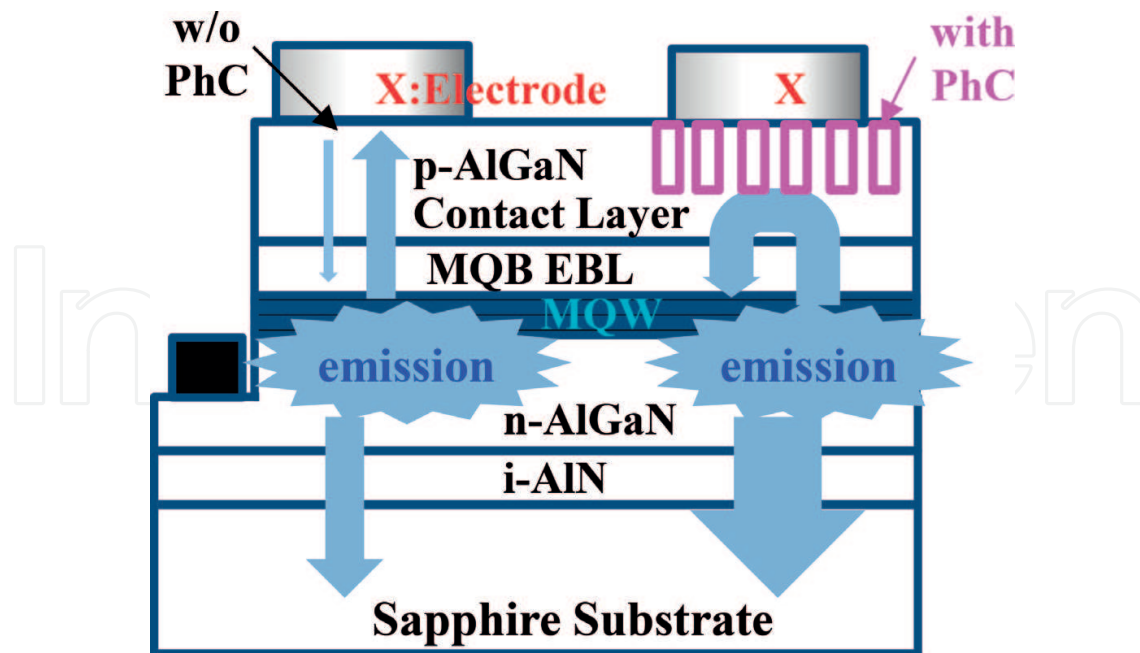 w/o
PhC
with
PhC
X:Electrode
X
p-AlGaN
Contact Layer
MQB EBL
MQW
emission
emission
n-AlGaN
i-AlN
Sapphire Substrate